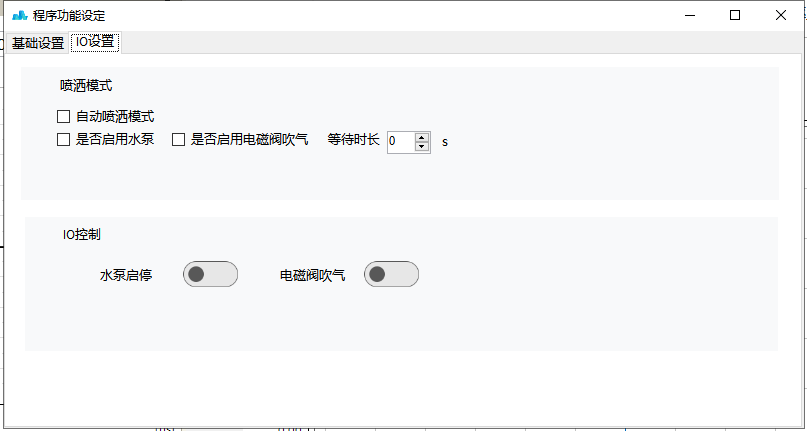 程序功能设定
基础设置 IO设置
喷洒模式
自动喷洒模式
是否启用水泵 是否启用电磁阀吹气 等待时长 0 s
IO控制
水泵启停 电磁阀吹气